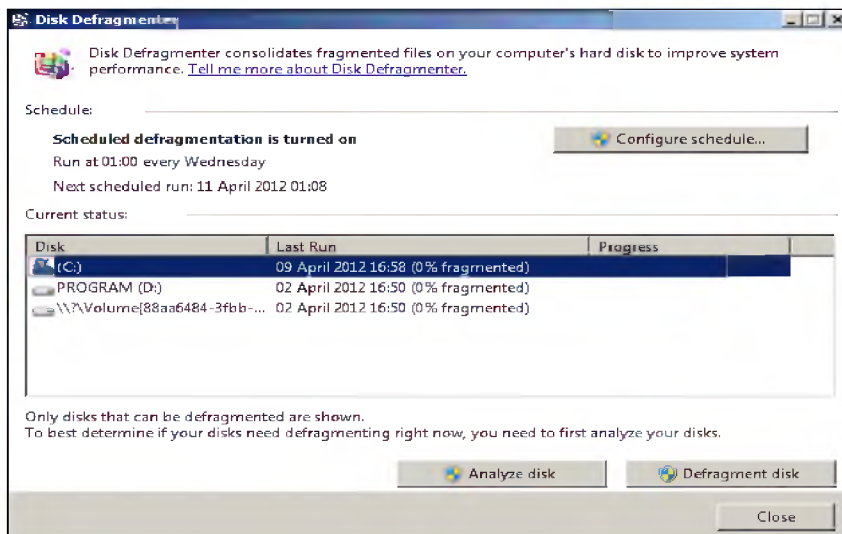 Disk Defragmenter
Disk Defragmenter consolidates fragmented files on your computer's hard disk to improve system
performance. Tell me more about Disk Defragmenter.
Schedule:
Scheduled defragmentation is turned on
Configure schedule...
Run at 01:00 every Wednesday
Next scheduled run: 11 April 2012 01:08
Current status:
Disk Last Run Progress
(C:) 09 April 2012 16:58 (0% fragmented)
PROGRAM (D:) 02 April 2012 16:50 (0% fragmented)
\\?\Volume{88aa6484-3fbb-... 02 April 2012 16:50 (0% fragmented)
Only disks that can be defragmented are shown.
To best determine if your disks need defragmenting right now, you need to first analyze your disks.
Analyze disk Defragment disk
Close